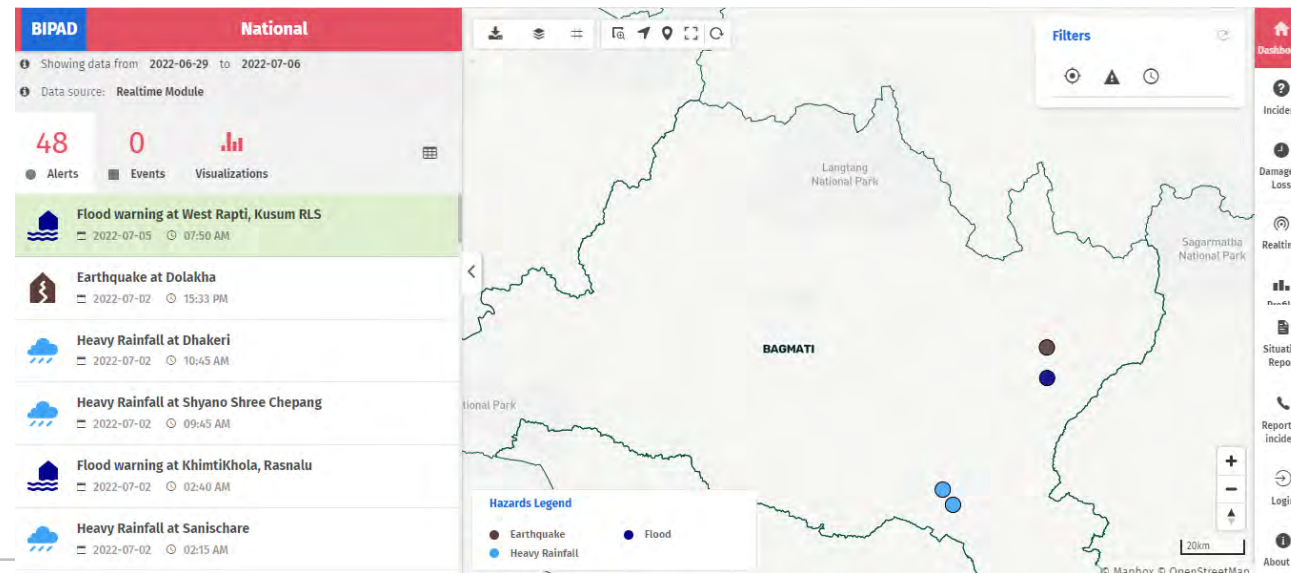 BIPAD
National
Showing data from 2022-06-29 to 2022-07-06
Data source: Realtime Module
48
Alerts
0
Events
Visualizations
Flood warning at West Rapti, Kusum RLS
2022-07-05 07:50 AM
Earthquake at Dolakha
2022-07-02 15:33 PM
Heavy Rainfall at Dhakeri
2022-07-02 10:45 AM
Heavy Rainfall at Shyano Shree Chepang
2022-07-02 09:45 AM
Flood warning at KhimtiKhola, Rasnalu
2022-07-02 02:40 AM
Heavy Rainfall at Sanischare
2022-07-02 02:15 AM
Langtang
National Park
Sagarmatha
National Park
BAGMATI
tional Park
Hazards Legend
Earthquake
Flood
Heavy Rainfall
Filters
20km
© Mapbox © OpenStreetMap
Dashbo
Incide
Damage
Loss
Realti
Situati
Repo
Report
incide
Logi
About